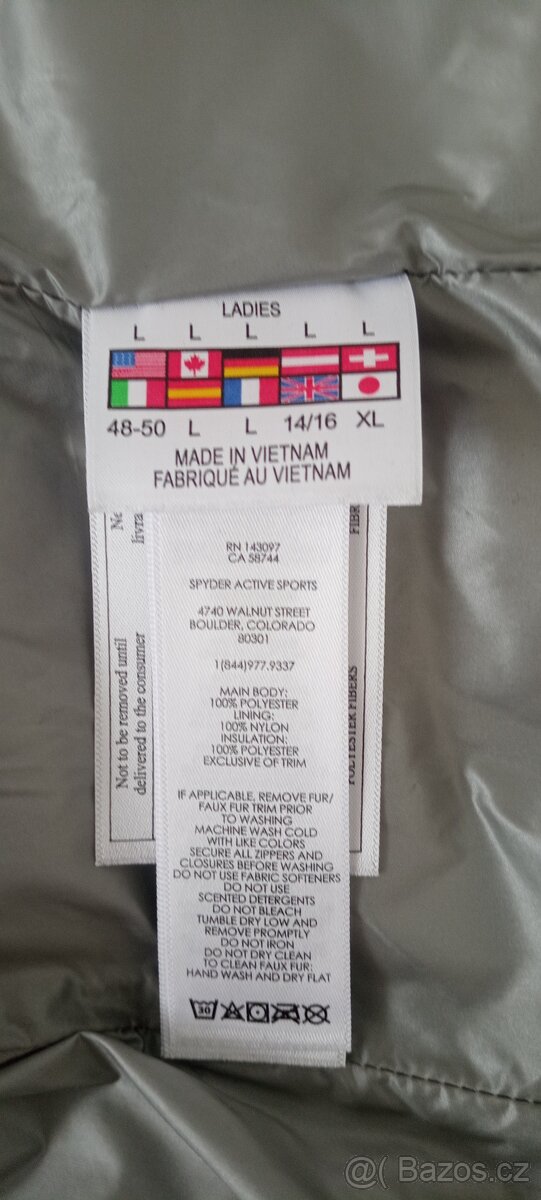 LADIES
L L L L L
48-50 L L 14/16 XL
MADE IN VIETNAM
FABRIQUÉ AU VIETNAM
livra
FIBR
Not to be removed until
delivered to the consumer
POLYESTER FIBERS
RN 143097
CA 58744
SPYDER ACTIVE SPORTS
4740 WALNUT STREET
BOULDER, COLORADO
80301
1(844)977.9337
MAIN BODY:
100% POLYESTER
LINING:
100% NYLON
INSULATION:
100% POLYESTER
EXCLUSIVE OF TRIM
IF APPLICABLE, REMOVE FUR/
FAUX FUR TRIM PRIOR
TO WASHING
MACHINE WASH COLD
WITH LIKE COLORS
SECURE ALL ZIPPERS AND
CLOSURES BEFORE WASHING
DO NOT USE FABRIC SOFTENERS
DO NOT USE
SCENTED DETERGENTS
DO NOT BLEACH
TUMBLE DRY LOW AND
REMOVE PROMPTLY
DO NOT IRON
DO NOT DRY CLEAN
TO CLEAN FAUX FUR:
HAND WASH AND DRY FLAT
30
Bazos.cz